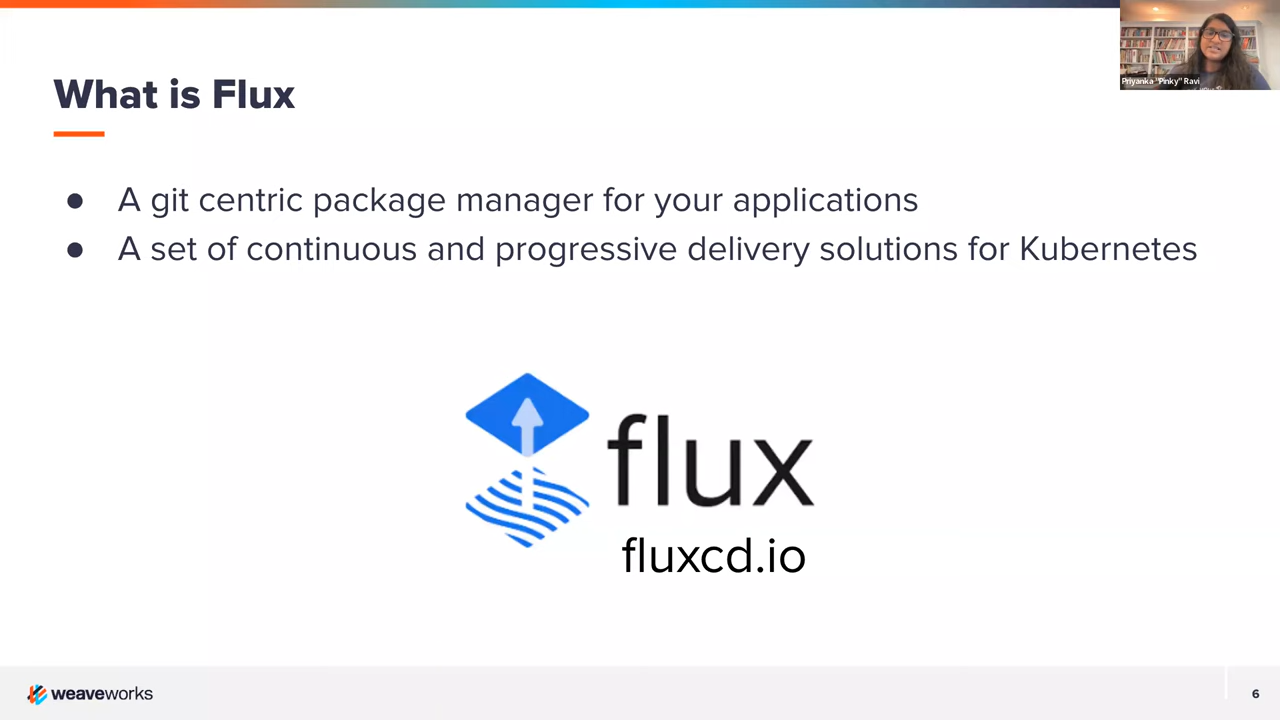 Priyanka "Pinky" Ravi
What is Flux
● A git centric package manager for your applications
● A set of continuous and progressive delivery solutions for Kubernetes
flux
fluxcd.io
weaveworks
6